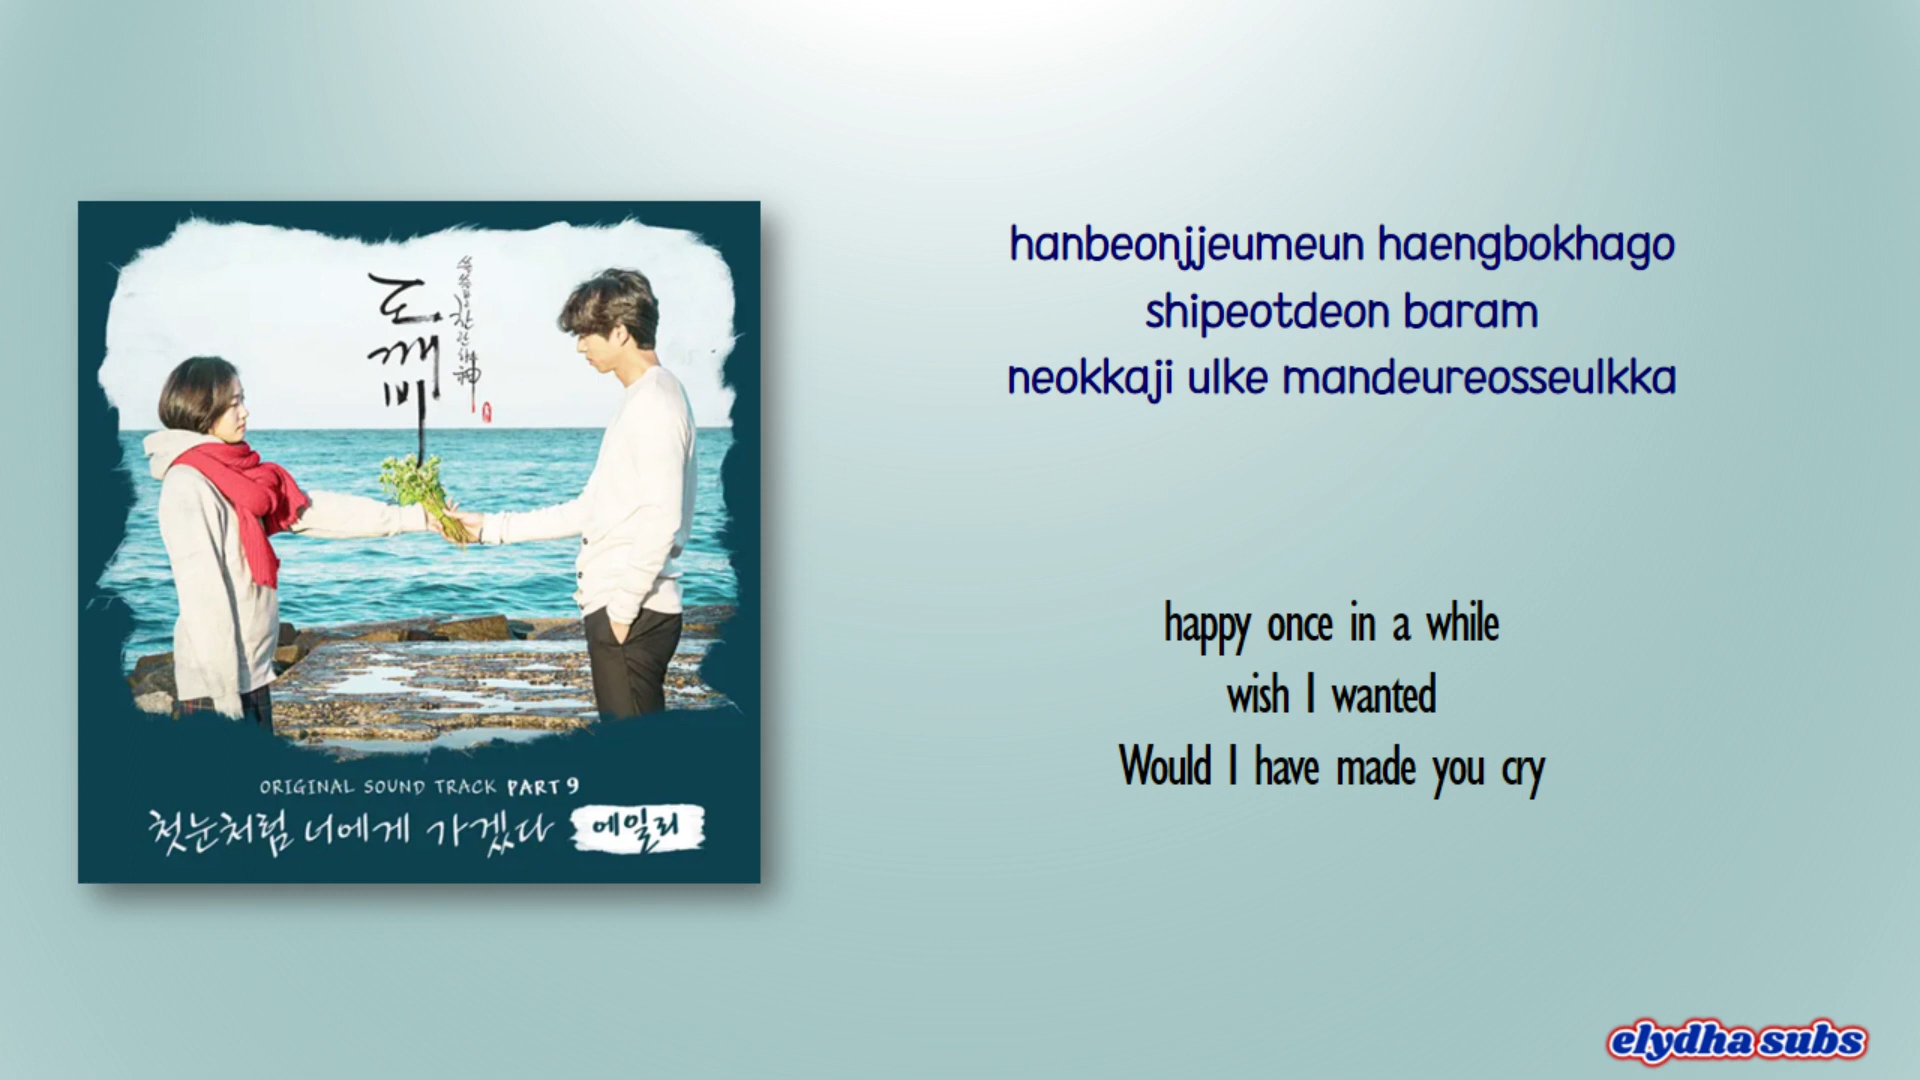 도깨비
쓸쓸하고 찬란하神
ORIGINAL SOUND TRACK PART 9
첫눈처럼 너에게 가겠다 에일리
hanbeonjjeumeun haengbokhago
shipeotdeon baram
neokkaji ulke mandeureosseulkka
happy once in a while
wish I wanted
Would I have made you cry
elydha subs